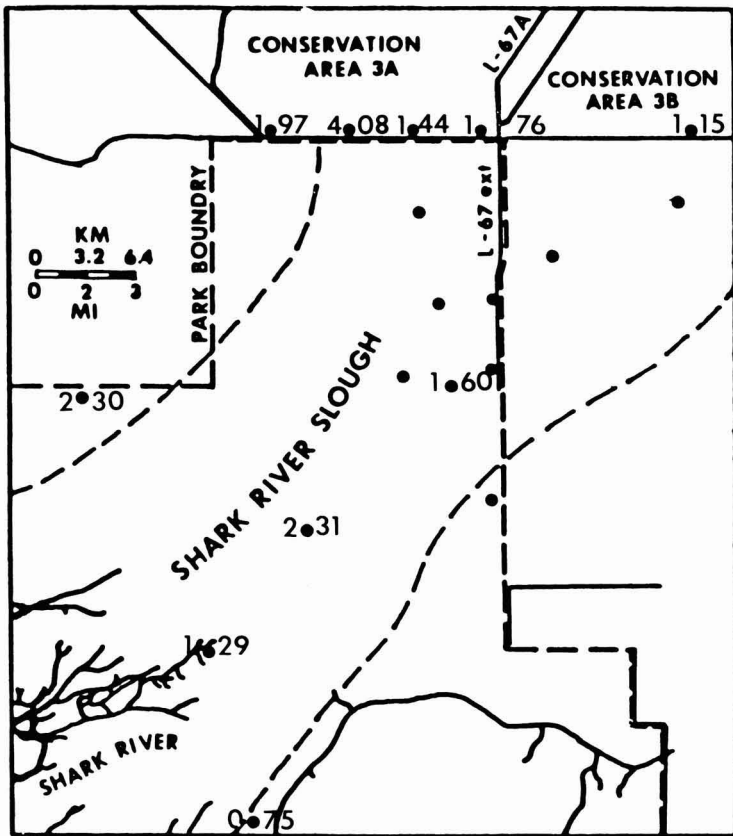 CONSERVATION
AREA 3A
L-67A
CONSERVATION
AREA 3B
1.97 4.08 1.44 1.76 1.15
L-67 ext
PARK BOUNDRY
KM
0 3.2 6.4
0 2 3
MI
1.60
2.30
SHARK RIVER SLOUGH
2.31
1.29
SHARK RIVER
0.75